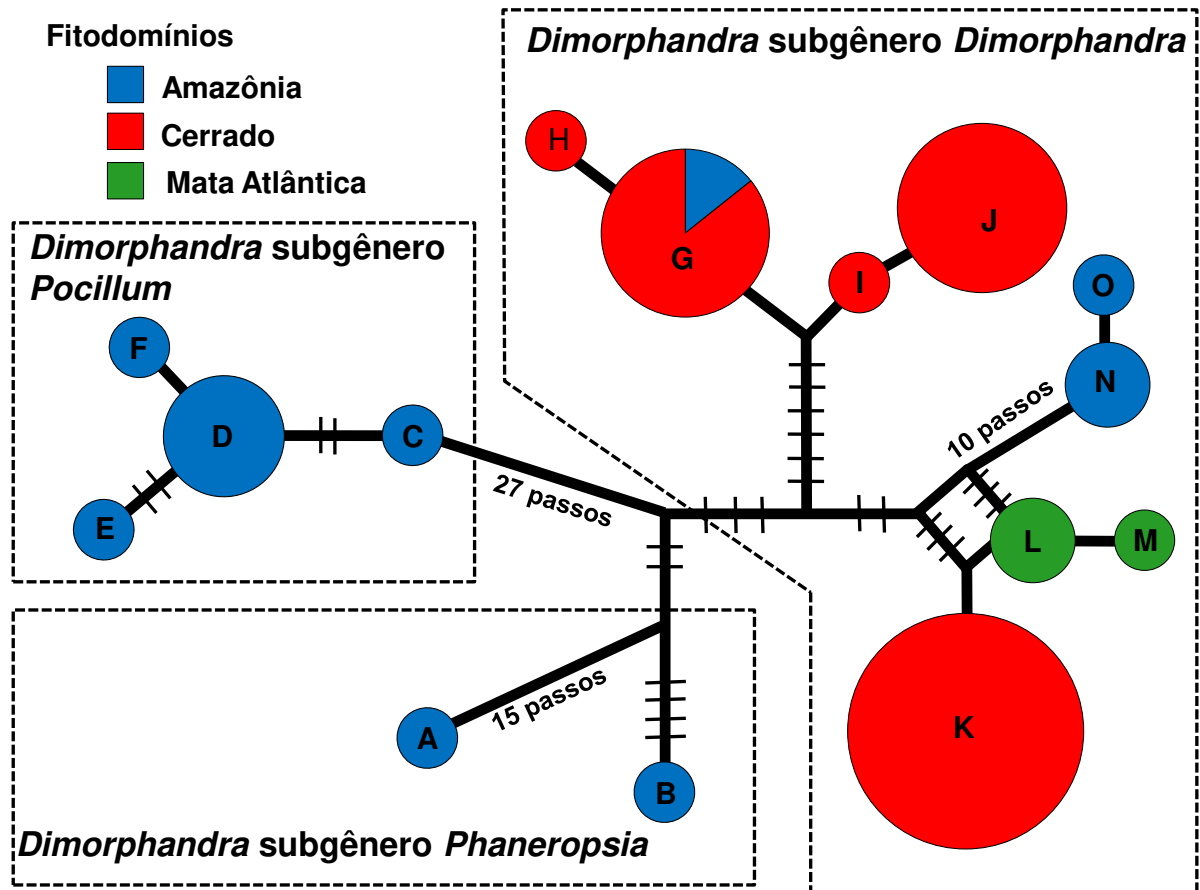 Fitodomínios
Amazônia
Cerrado
Mata Atlântica
Dimorphandra subgênero Dimorphandra
H
G
I
J
O
N
10 passos
L
M
K
Dimorphandra subgênero
Pocillum
F
D
C
E
27 passos
A
15 passos
B
Dimorphandra subgênero Phaneropsia